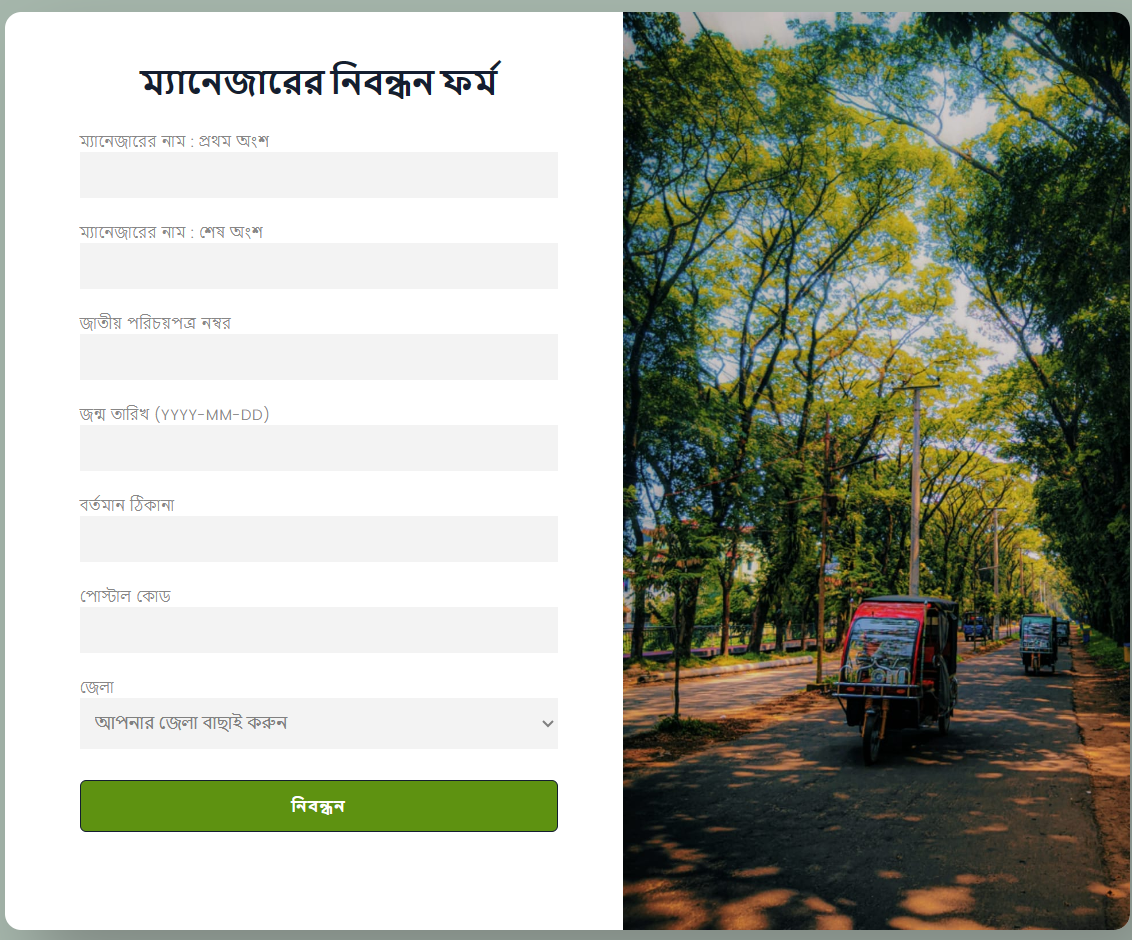 ম্যানেজারের নিবন্ধন ফর্ম
ম্যানেজারের নাম : প্রথম অংশ
ম্যানেজারের নাম : শেষ অংশ
জাতীয় পরিচয়পত্র নম্বর
জন্ম তারিখ (YYYY-MM-DD)
বর্তমান ঠিকানা
পোস্টাল কোড
জেলা
আপনার জেলা বাছাই করুন
নিবন্ধন